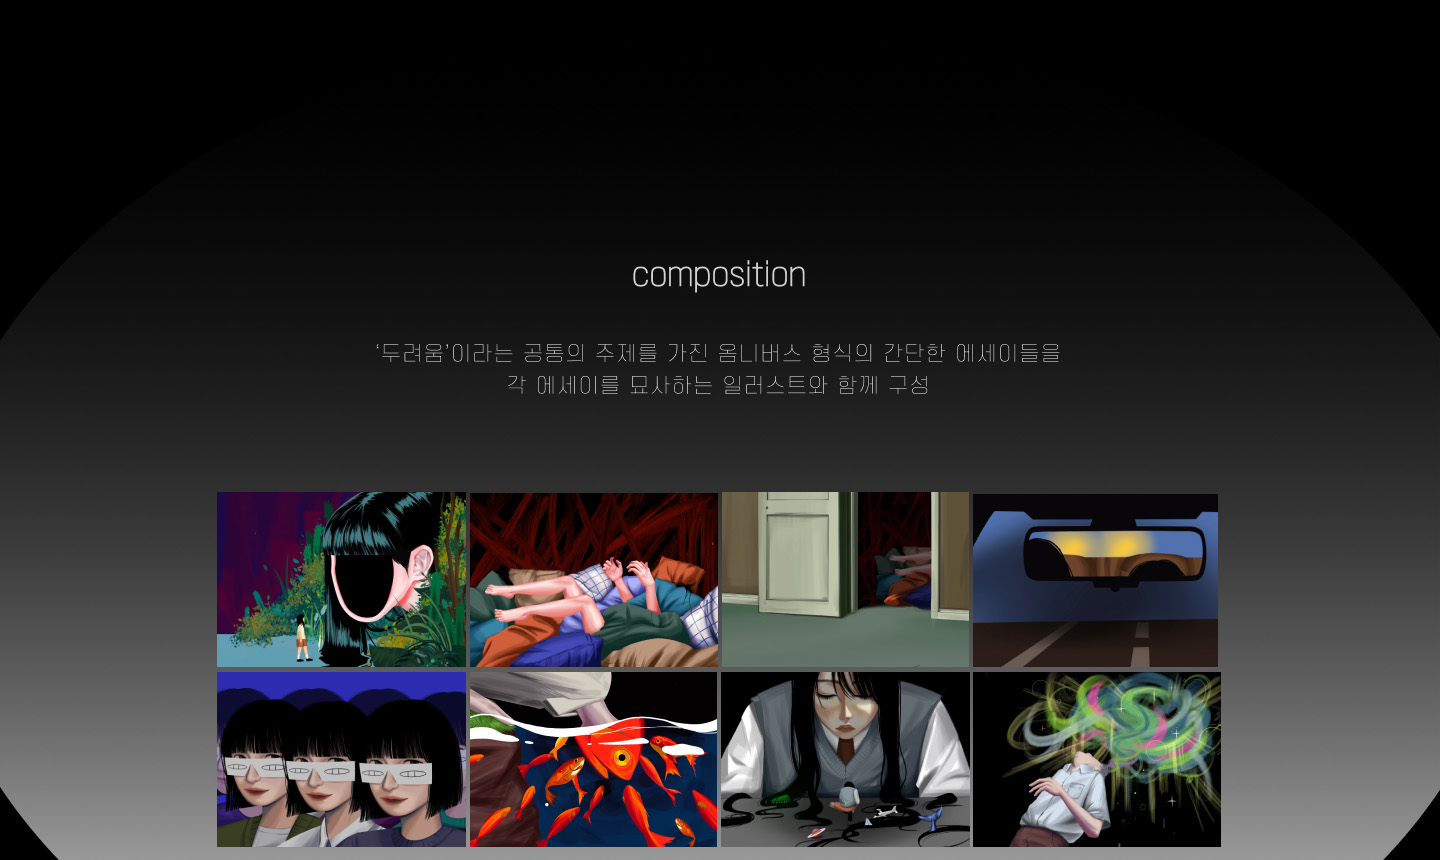 composition
‘두려움’이라는 공통의 주제를 가진 옴니버스 형식의 간단한 에세이들을
각 에세이를 묘사하는 일러스트와 함께 구성